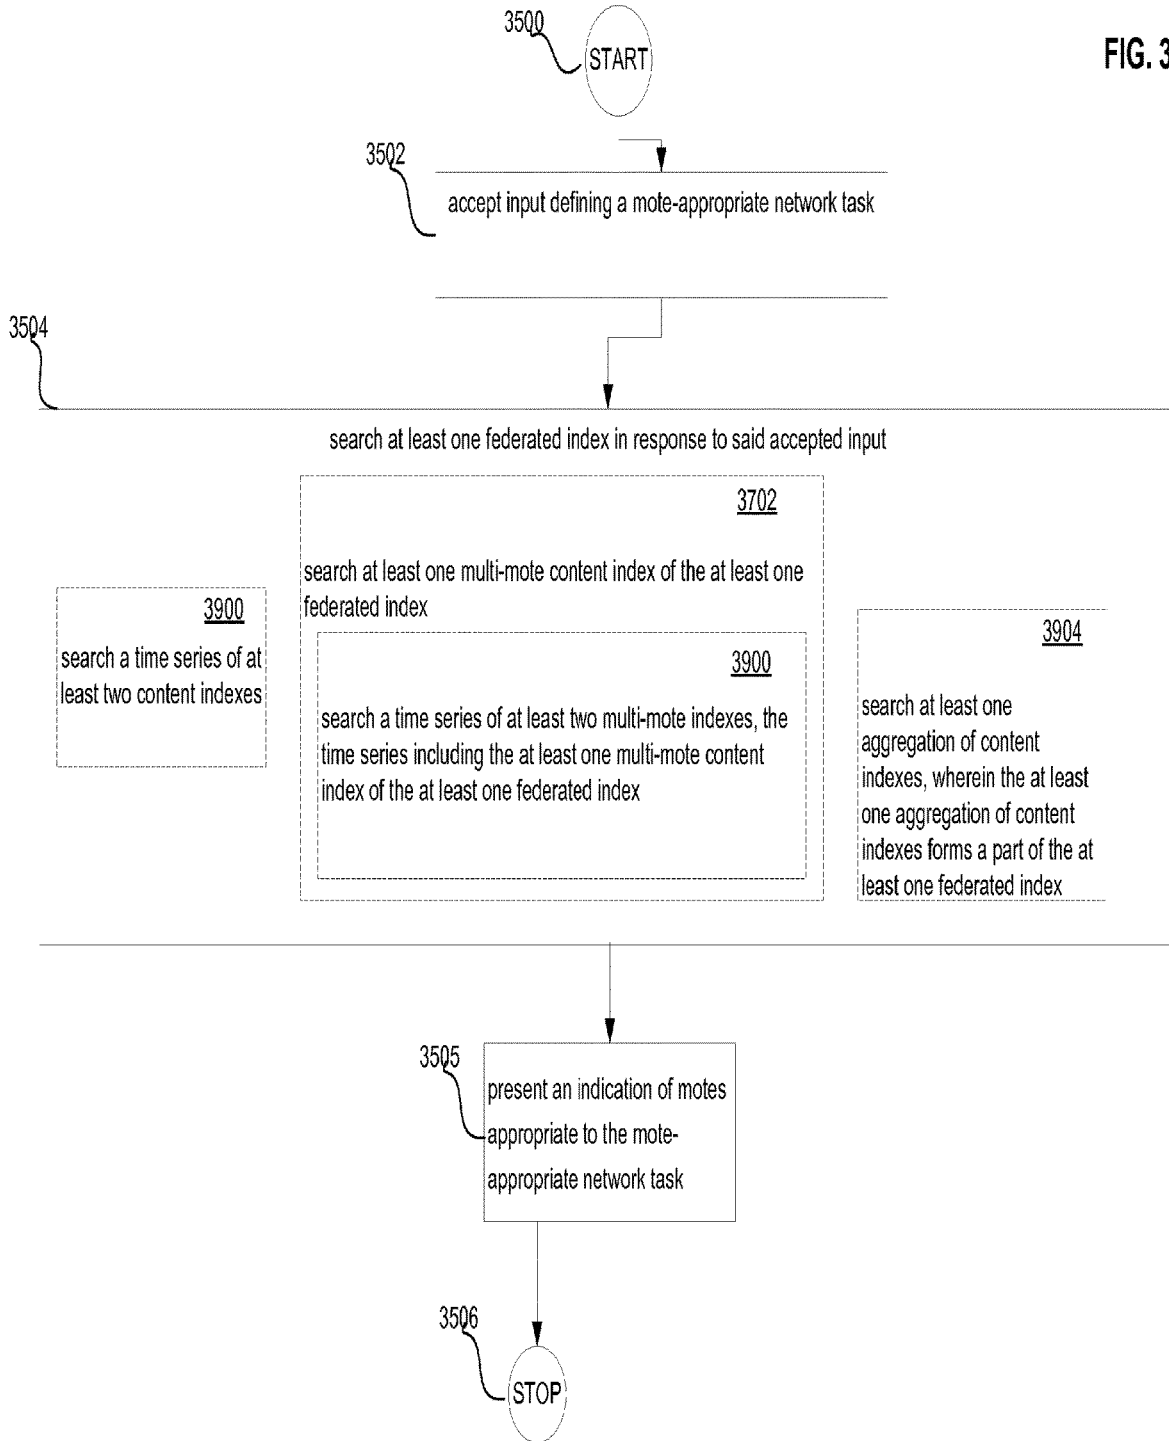 3500
START
FIG. 3
3502
accept input defining a mote-appropriate network task
3504
search at least one federated index in response to said accepted input
3702
search at least one multi-mote content index of the at least one
federated index
3900
search a time series of at
least two content indexes
3900
search a time series of at least two multi-mote indexes, the
time series including the at least one multi-mote content
index of the at least one federated index
3904
search at least one
aggregation of content
indexes, wherein the at least
one aggregation of content
indexes forms a part of the at
least one federated index
3505
present an indication of motes
appropriate to the mote-
appropriate network task
3506
STOP